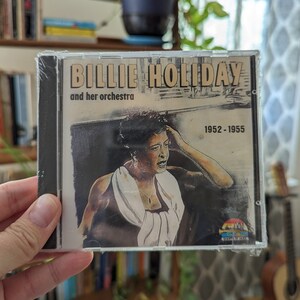 BILLIE HOLIDAY
and her orchestra
1952 - 1955